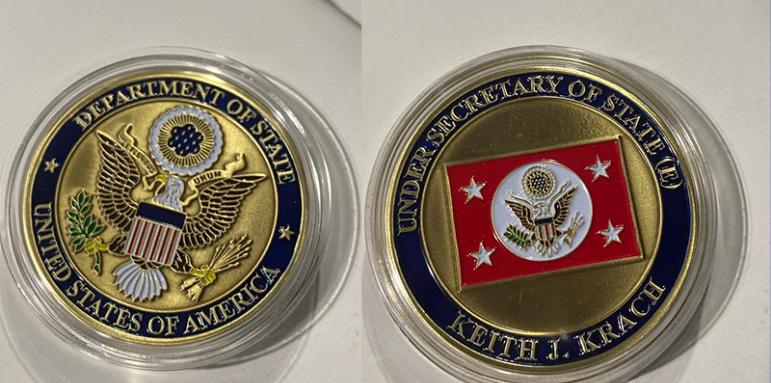 DEPARTMENT OF STATE
UNUM
UNITED STATES OF AMERICA
UNDER SECRETARY OF STATE (E)
KEITH J. KRACH